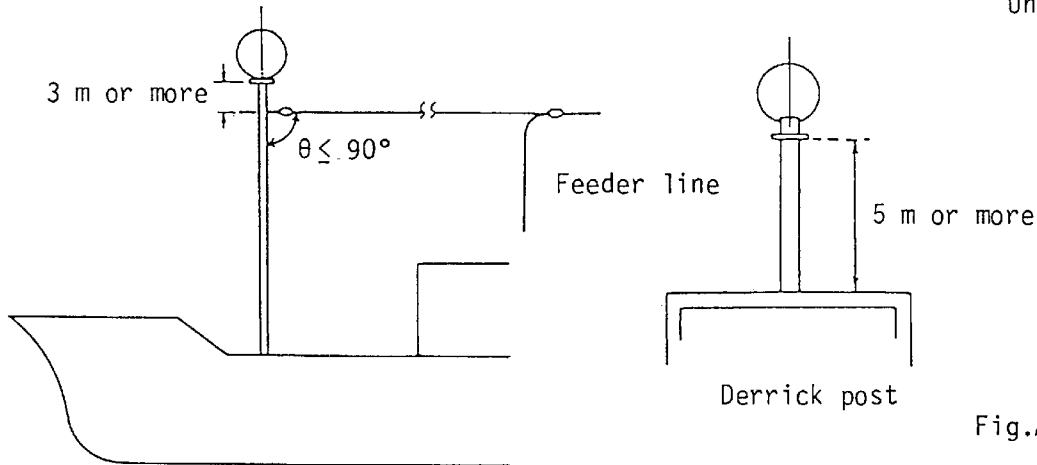 Un
3 m or more
θ ≤ 90°
Feeder line
5 m or more
Derrick post
Fig.